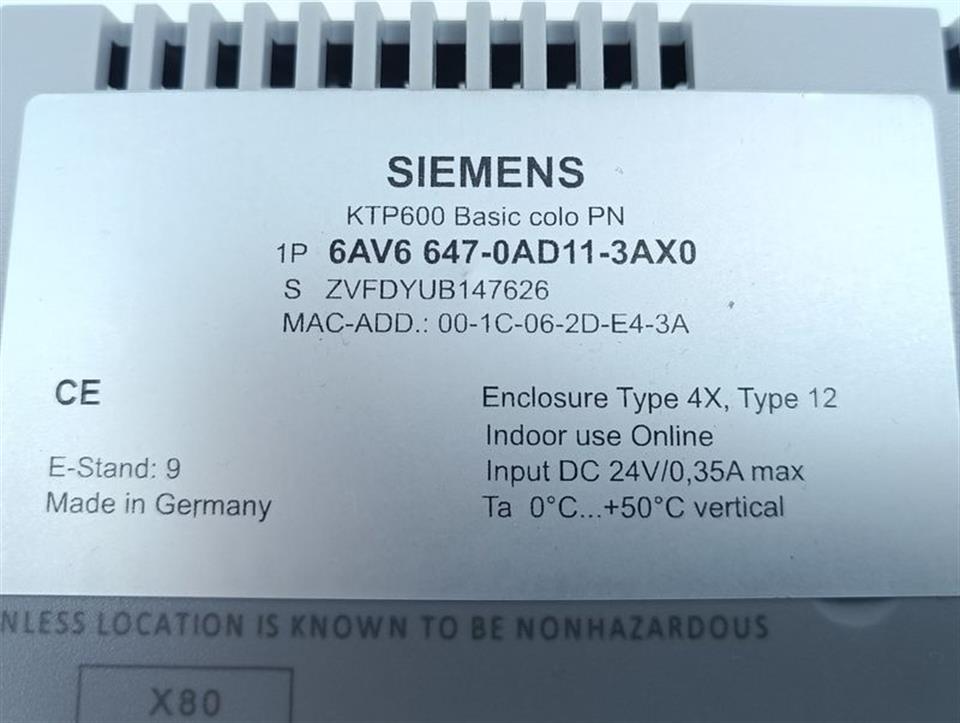 SIEMENS
KTP600 Basic colo PN
1P 6AV6 647-0AD11-3AX0
S ZVFDYUB147626
MAC-ADD.: 00-1C-06-2D-E4-3A
CE
Enclosure Type 4X, Type 12
Indoor use Online
E-Stand: 9
Input DC 24V/0,35A max
Made in Germany
Ta 0°C...+50°C vertical
NLESS LOCATION IS KNOWN TO BE NONHAZARDOUS
X80